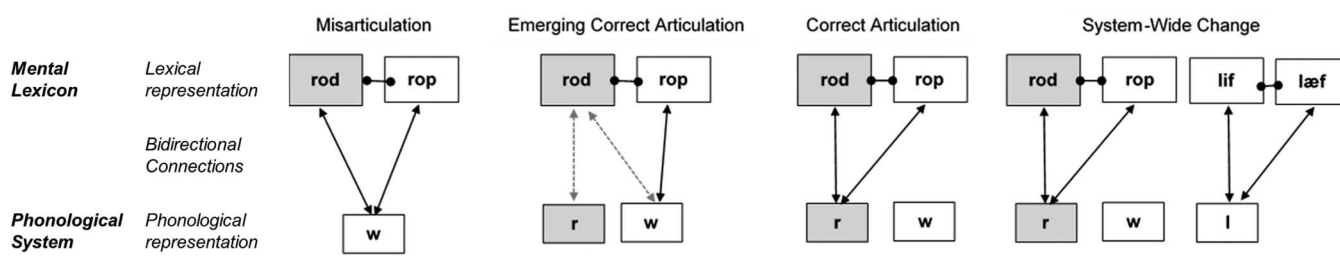 Misarticulation
Emerging Correct Articulation
Correct Articulation
System-Wide Change
Mental
Lexicon
Lexical
representation
rod
rop
rod
rop
rod
rop
rod
rop
lif
læf
Bidirectional
Connections
Phonological
System
Phonological
representation
w
r
w
r
w
r
w
l